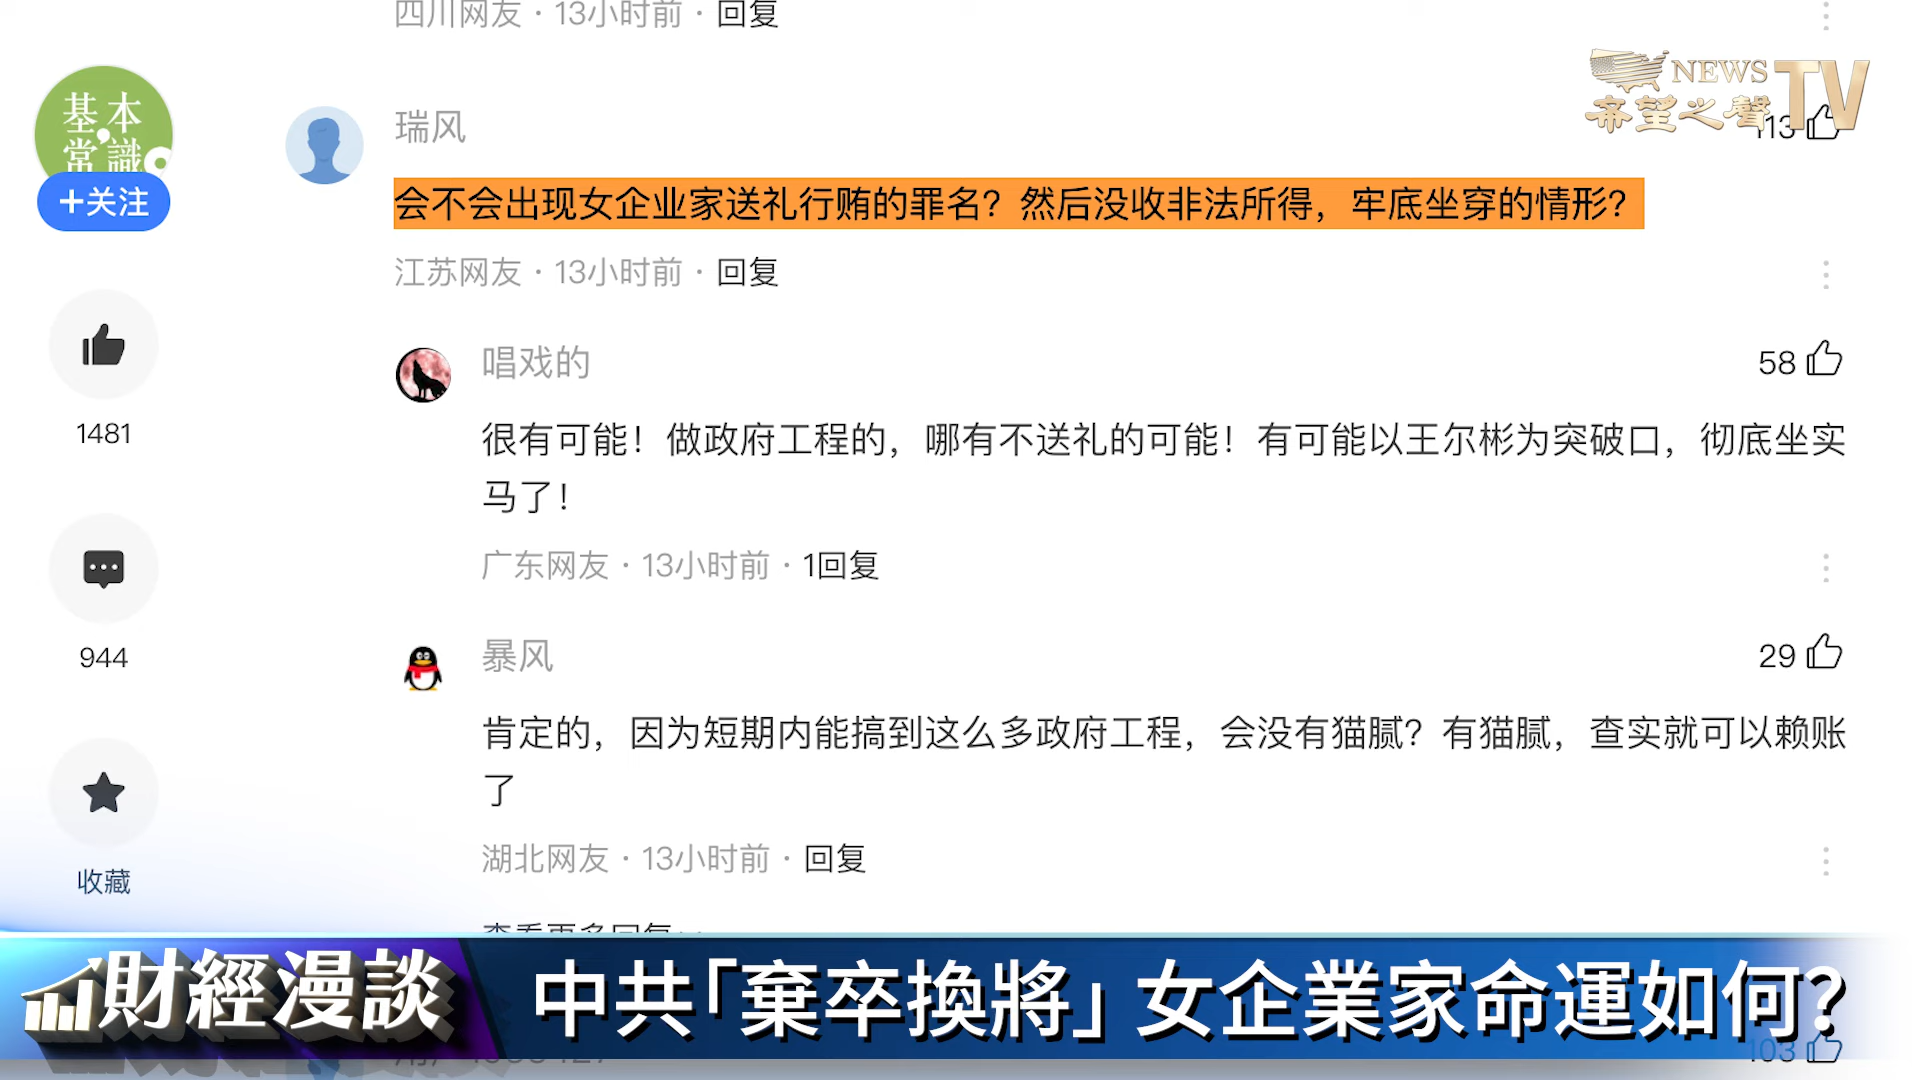 四川网友 · 13小时前 · 回复
基本
常識
+关注
NEWS TV
希望之聲
瑞风
113
会不会出现女企业家送礼行贿的罪名？然后没收非法所得，牢底坐穿的情形？
江苏网友 · 13小时前 · 回复
1481
唱戏的
58
很有可能！做政府工程的，哪有不送礼的可能！有可能以王尔彬为突破口，彻底坐实
马了！
广东网友 · 13小时前 · 1回复
944
暴风
29
肯定的，因为短期内能搞到这么多政府工程，会没有猫腻？有猫腻，查实就可以赖账
了
湖北网友 · 13小时前 · 回复
收藏
查看更多回复
財經漫談
中共「棄卒換將」女企業家命運如何？
103